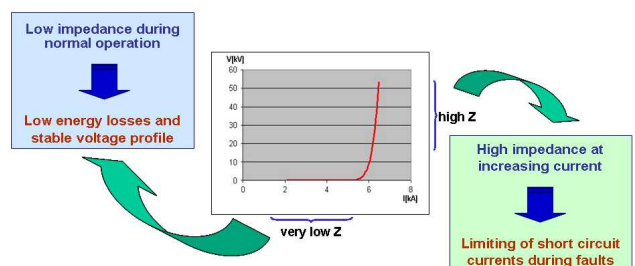 Low impedance during
normal operation
Low energy losses and
stable voltage profile
V[kV]
60
50
40
30
20
10
0
0 2 4 6 8
I[kA]
high Z
very low Z
High impedance at
increasing current
Limiting of short circuit
currents during faults